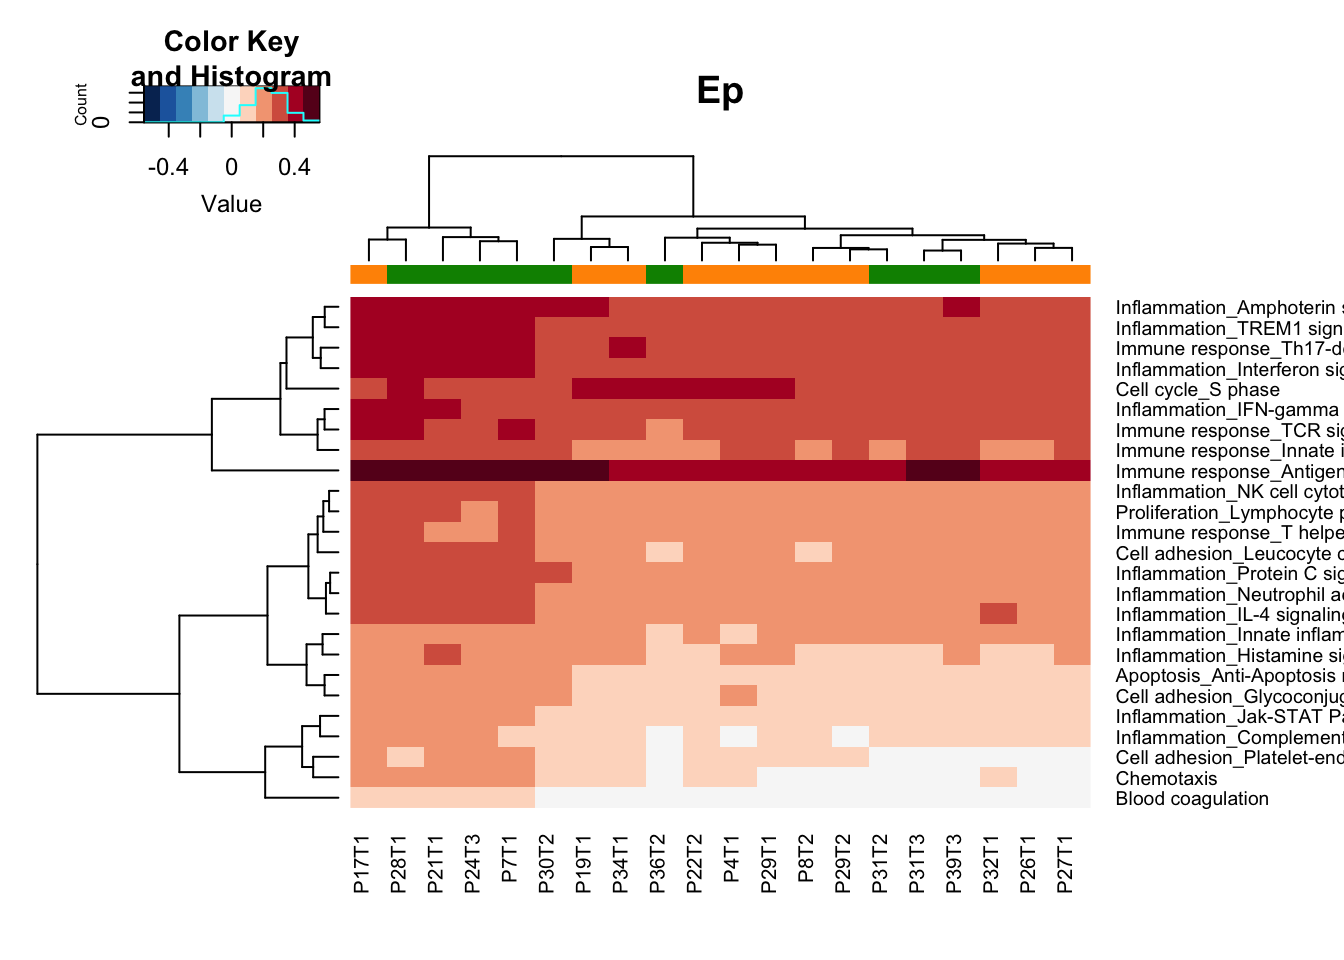 Color Key
and Histogram
Count
0
-0.4 0 0.4
Value
Ep
Inflammation_Amphoterin s
Inflammation_TREM1 sign
Immune response_Th17-de
Inflammation_Interferon sig
Cell cycle_S phase
Inflammation_IFN-gamma
Immune response_TCR sig
Immune response_Innate i
Immune response_Antigen
Inflammation_NK cell cytot
Proliferation_Lymphocyte p
Immune response_T helpe
Cell adhesion_Leucocyte c
Inflammation_Protein C sig
Inflammation_Neutrophil ac
Inflammation_IL-4 signaling
Inflammation_Innate inflam
Inflammation_Histamine sig
Apoptosis_Anti-Apoptosis m
Cell adhesion_Glycoconjug
Inflammation_Jak-STAT Pa
Inflammation_Complement
Cell adhesion_Platelet-end
Chemotaxis
Blood coagulation
P17T1
P28T1
P21T1
P24T3
P7T1
P30T2
P19T1
P34T1
P36T2
P22T2
P4T1
P29T1
P8T2
P29T2
P31T2
P31T3
P39T3
P32T1
P26T1
P27T1